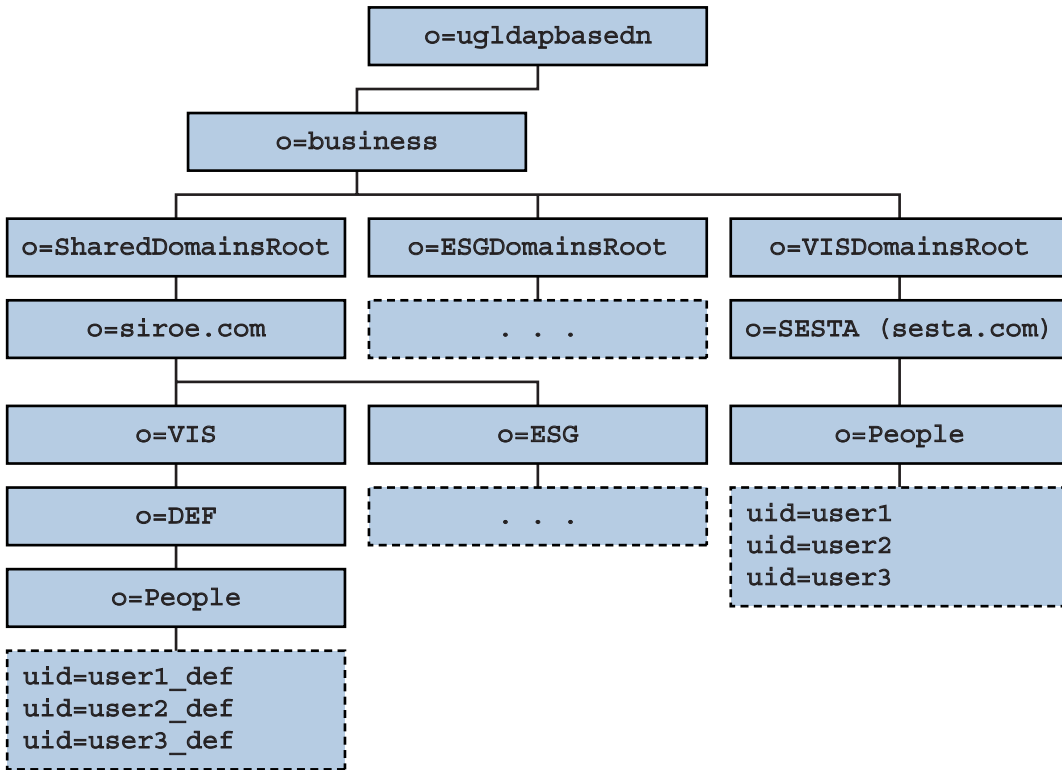 o=ugldapbasedn
o=business
o=SharedDomainsRoot
o=ESGDomainsRoot
o=VISDomainsRoot
o=siroe.com
. . .
o=SESTA (sesta.com)
o=VIS
o=ESG
o=People
o=DEF
. . .
uid=user1
uid=user2
uid=user3
o=People
uid=user1_def
uid=user2_def
uid=user3_def